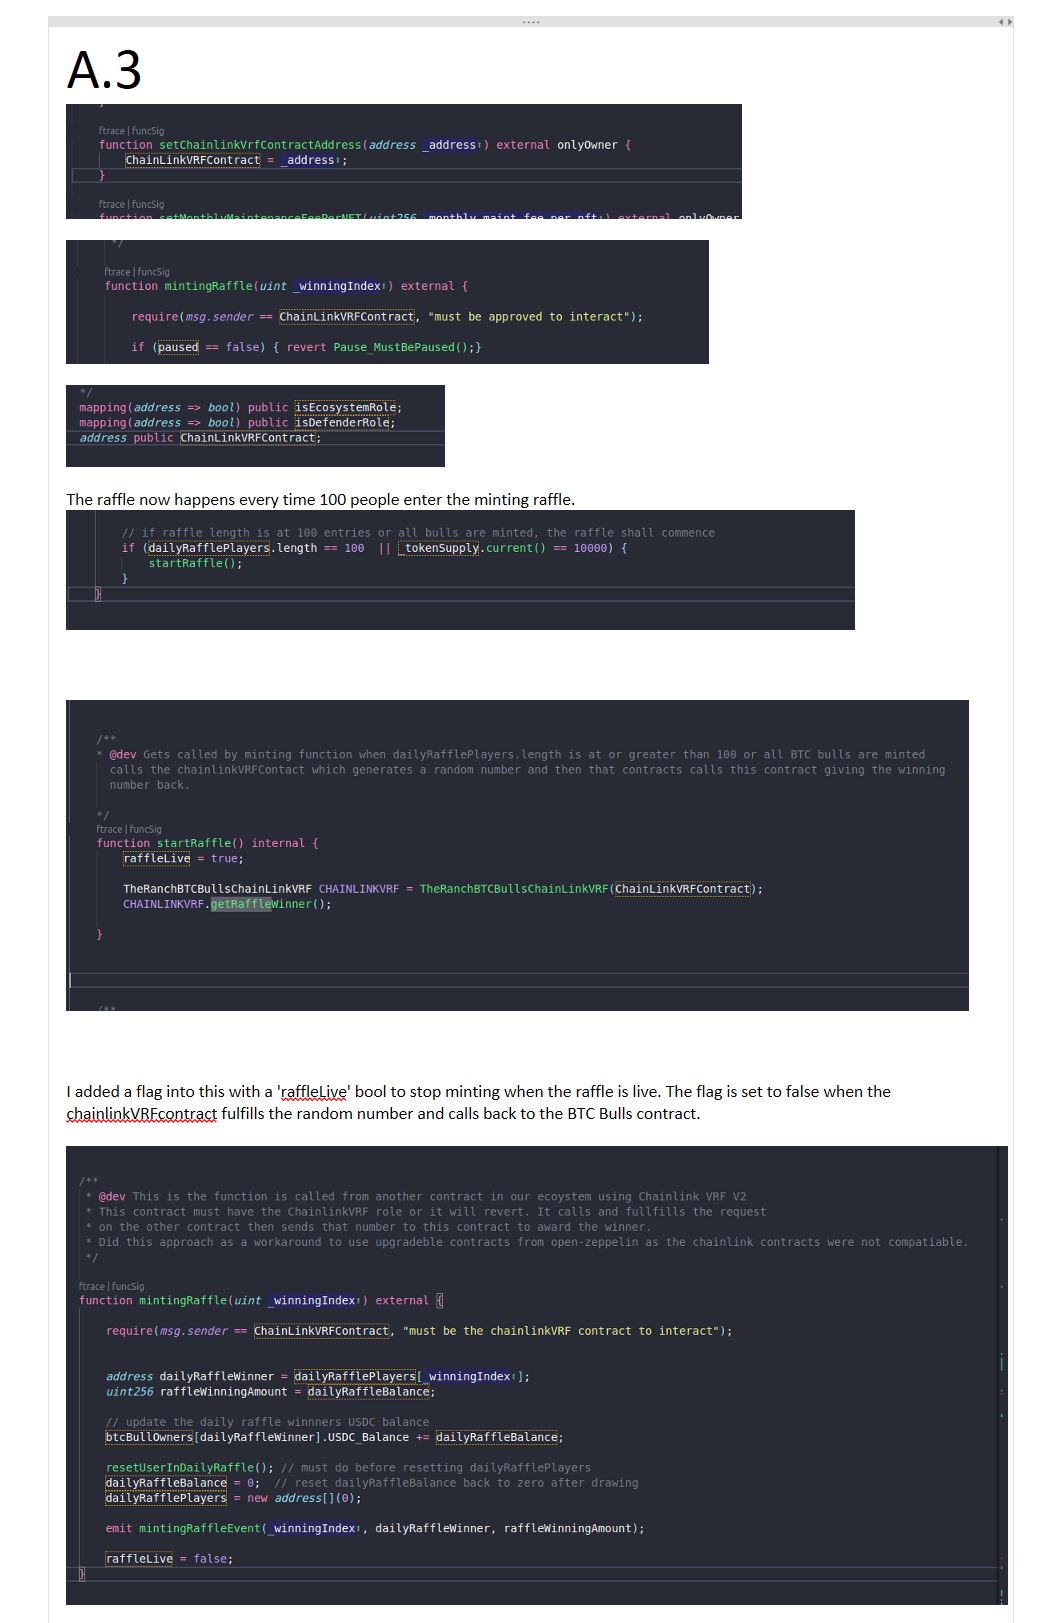 A.3
}
ftrace | funcSig
function setChainlinkVrfContractAddress(address _address↑) external onlyOwner {
ChainLinkVRFContract = _address↑;
}
ftrace | funcSig
function setMonthlyMaintenanceFeePerNFT(uint256 _monthly_maint_fee_per_nft↑) external onlyOwner
*/
ftrace | funcSig
function mintingRaffle(uint _winningIndex↑) external {
require(msg.sender == ChainLinkVRFContract, "must be approved to interact");
if (paused == false) { revert Pause_MustBePaused();}
*/
mapping(address => bool) public isEcosystemRole;
mapping(address => bool) public isDefenderRole;
address public ChainLinkVRFContract;
The raffle now happens every time 100 people enter the minting raffle.
// if raffle length is at 100 entries or all bulls are minted, the raffle shall commence
if (dailyRafflePlayers.length == 100 || _tokenSupply.current() == 10000) {
startRaffle();
}
}
/**
* @dev Gets called by minting function when dailyRafflePlayers.length is at or greater than 100 or all BTC bulls are minted
calls the chainlinkVRFContact which generates a random number and then that contracts calls this contract giving the winning
number back.
*/
ftrace | funcSig
function startRaffle() internal {
raffleLive = true;
TheRanchBTCBullsChainLinkVRF CHAINLINKVRF = TheRanchBTCBullsChainLinkVRF(ChainLinkVRFContract);
CHAINLINKVRF.getRaffleWinner();
}
/**
I added a flag into this with a 'raffleLive' bool to stop minting when the raffle is live. The flag is set to false when the
chainlinkVRFcontract fulfills the random number and calls back to the BTC Bulls contract.
/**
* @dev This is the function is called from another contract in our ecoystem using Chainlink VRF V2
* This contract must have the ChainlinkVRF role or it will revert. It calls and fullfills the request
* on the other contract then sends that number to this contract to award the winner.
* Did this approach as a workaround to use upgradeble contracts from open-zeppelin as the chainlink contracts were not compatiable.
*/
ftrace | funcSig
function mintingRaffle(uint _winningIndex↑) external {
require(msg.sender == ChainLinkVRFContract, "must be the chainlinkVRF contract to interact");
address dailyRaffleWinner = dailyRafflePlayers[_winningIndex↑];
uint256 raffleWinningAmount = dailyRaffleBalance;
// update the daily raffle winnners USDC balance
btcBullOwners[dailyRaffleWinner].USDC_Balance += dailyRaffleBalance;
resetUserInDailyRaffle(); // must do before resetting dailyRafflePlayers
dailyRaffleBalance = 0; // reset dailyRaffleBalance back to zero after drawing
dailyRafflePlayers = new address[](0);
emit mintingRaffleEvent(_winningIndex↑, dailyRaffleWinner, raffleWinningAmount);
raffleLive = false;
}